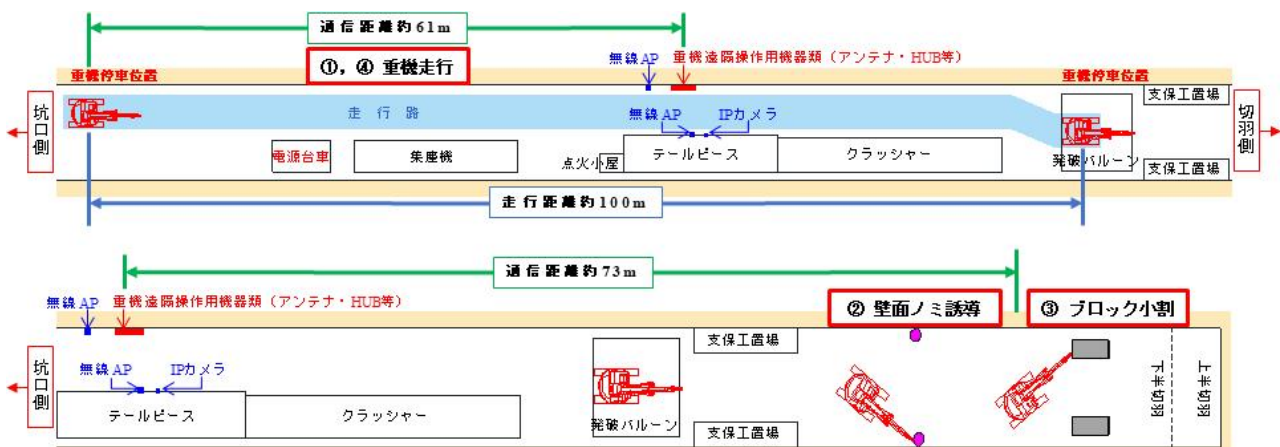 通信距離約61m
①，④ 重機走行
無線AP
重機遠隔操作用機器類（アンテナ・HUB等）
重機停車位置
重機停車位置
坑口側
走行路
無線AP
IPカメラ
支保工置場
切羽側
電源台車
集塵機
点火小屋
テールピース
クラッシャー
発破バルーン
支保工置場
走行距離約100m
通信距離約73m
無線AP
重機遠隔操作用機器類（アンテナ・HUB等）
② 壁面ノミ誘導
③ ブロック小割
支保工置場
坑口側
無線AP
IPカメラ
テールピース
クラッシャー
発破バルーン
支保工置場
下半切羽
上半切羽